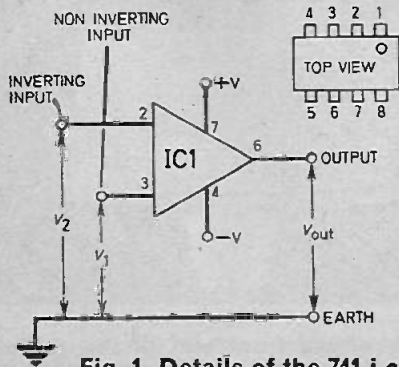 NON INVERTING
INPUT
INVERTING
INPUT
2
3
IC1
7
+V
6
4
-V
OUTPUT
V2
V1
Vout
EARTH
4 3 2 1
TOP VIEW
5 6 7 8
Fig. 1. Details of the 741 i.c.